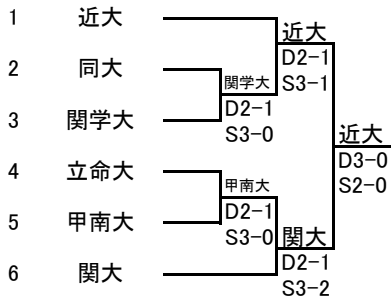 1 近大
近大
D2-1
S3-1
2 同大
関学大
D2-1
S3-0
3 関学大
近大
D3-0
S2-0
4 立命大
甲南大
D2-1
S3-0
5 甲南大
関大
D2-1
S3-2
6 関大